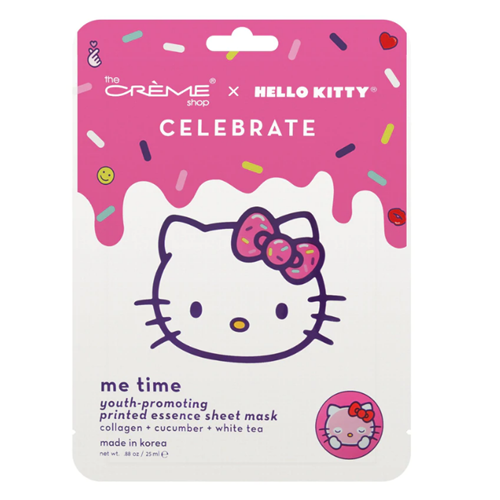 the
CRÈME® × HELLO KITTY®
shop
CELEBRATE
me time
youth-promoting
printed essence sheet mask
collagen + cucumber + white tea
made in korea
net wt. .88 oz / 25 ml ℮